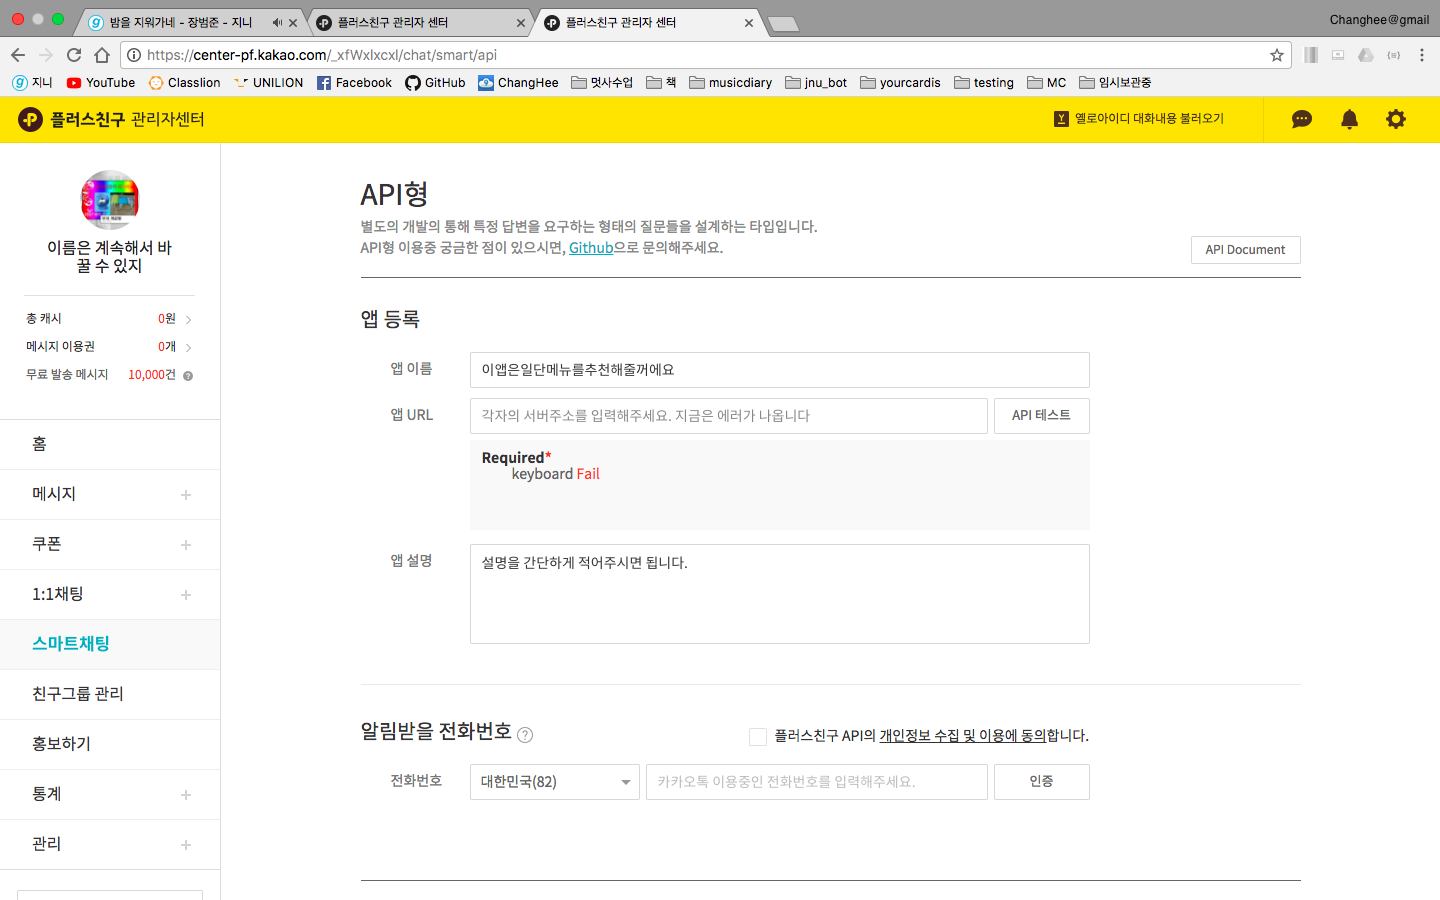 밤을 지워가네 - 장범준 - 지니
플러스친구 관리자 센터
플러스친구 관리자 센터
Changhee@gmail
https://center-pf.kakao.com/_xfWxlxcxl/chat/smart/api
지니 YouTube Classlion UNILION Facebook GitHub ChangHee 멋사수업 책 musicdiary jnu_bot yourcardis testing MC 임시보관중
플러스친구 관리자센터
옐로아이디 대화내용 불러오기
이름은 계속해서 바
꿀 수 있지
총 캐시 0원
메시지 이용권 0개
무료 발송 메시지 10,000건 ?
홈
메시지 +
쿠폰 +
1:1채팅 +
스마트채팅
친구그룹 관리
홍보하기
통계 +
관리 +
API형
별도의 개발의 통해 특정 답변을 요구하는 형태의 질문들을 설계하는 타입입니다.
API형 이용중 궁금한 점이 있으시면, Github으로 문의해주세요.
API Document
앱 등록
앱 이름 이앱은일단메뉴를추천해줄꺼에요
앱 URL 각자의 서버주소를 입력해주세요. 지금은 에러가 나옵니다 API 테스트
Required*
keyboard Fail
앱 설명 설명을 간단하게 적어주시면 됩니다.
알림받을 전화번호 ?
플러스친구 API의 개인정보 수집 및 이용에 동의합니다.
전화번호 대한민국(82) 카카오톡 이용중인 전화번호를 입력해주세요. 인증